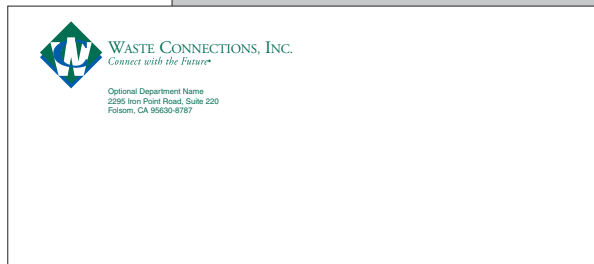 WASTE CONNECTIONS, INC.
Connect with the Future
Optional Department Name
2295 Iron Point Road, Suite 220
Folsom, CA 95630-8787